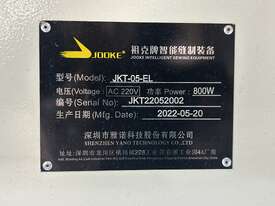 JOOKE
祖克牌智能缝制装备
JOOKE INTELLIGENT SEWING EQUIPMENT
型号(Model): JKT-05-EL
电压(Voltage): AC 220V 功率 Power: 800W
编号(Serial No) JKT22052002
生产日期(Mfg. Date) 2022-05-20
深圳市雅诺科技股份有限公司
SHENZHEN YANO TECHNOLOGY CO.,LTD